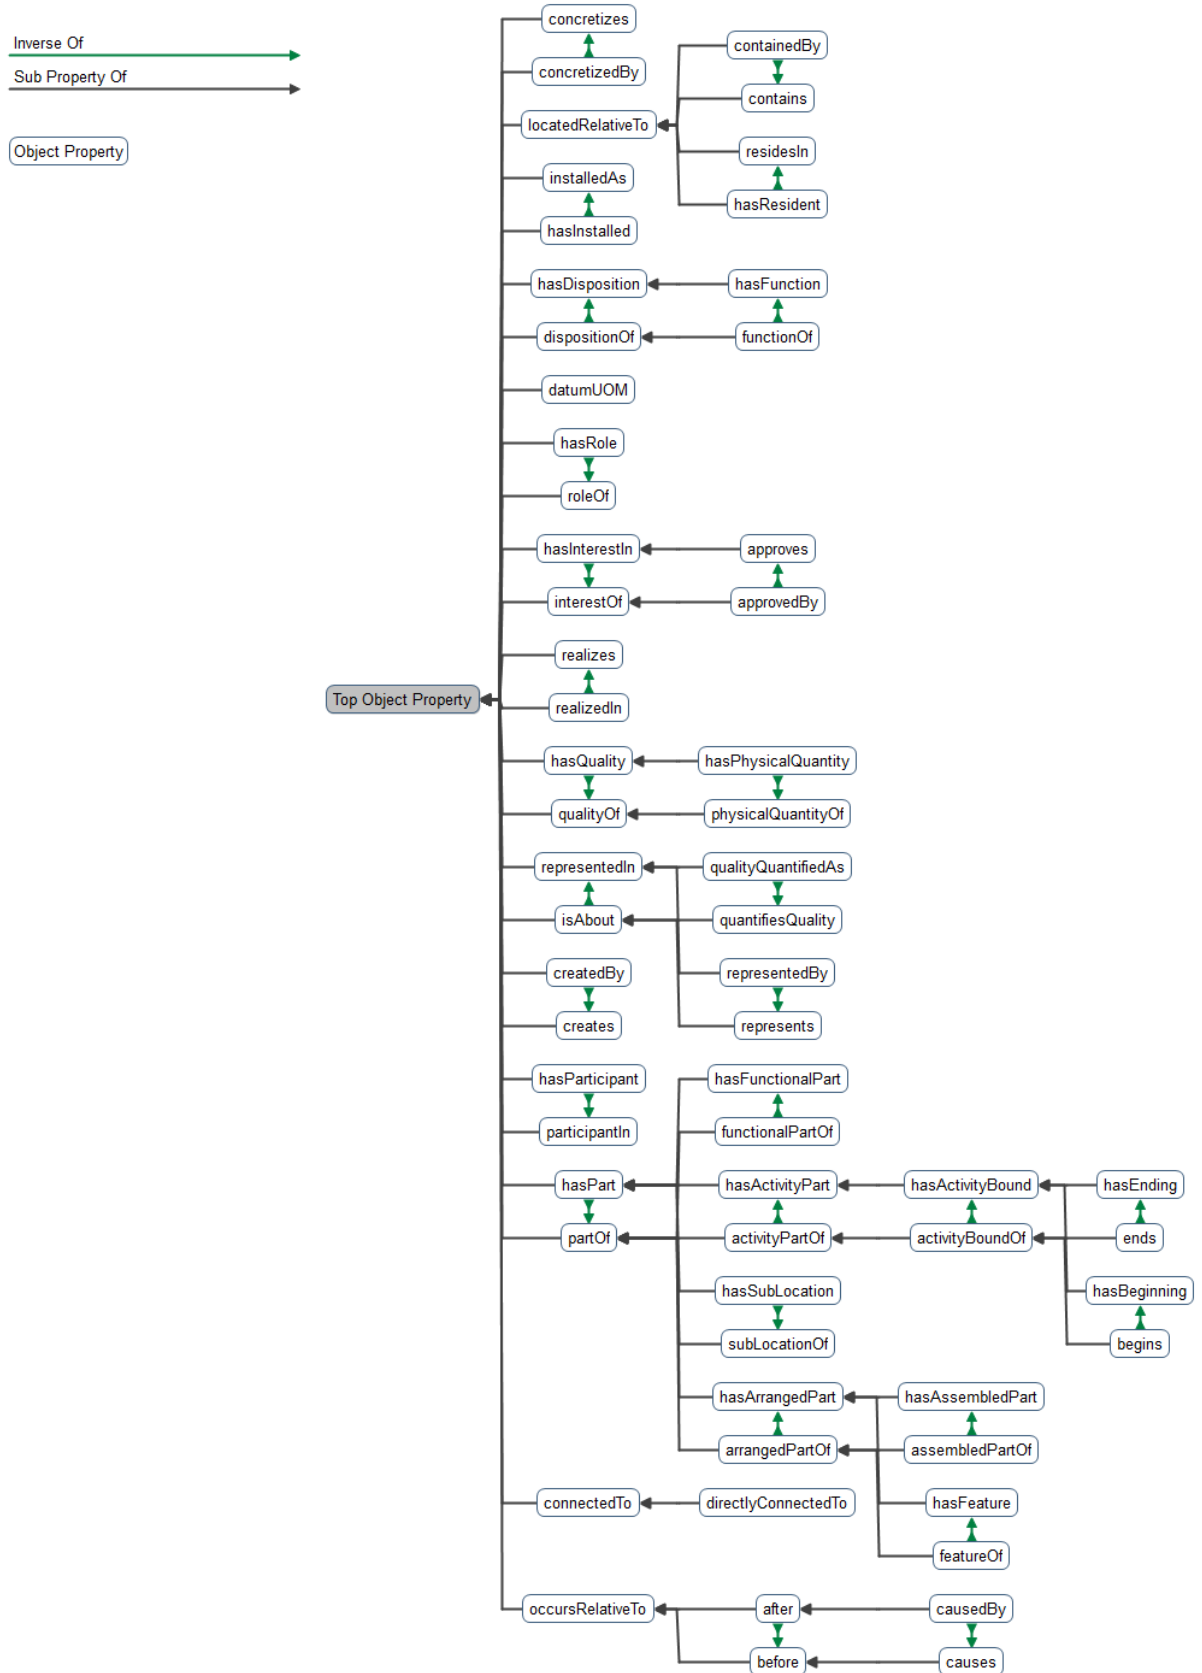 concretizes
Inverse Of
containedBy
concretizedBy
Sub Property Of
contains
locatedRelativeTo
Object Property
residesIn
installedAs
hasResident
hasInstalled
hasDisposition
hasFunction
dispositionOf
functionOf
datumUOM
hasRole
roleOf
hasInterestIn
approves
interestOf
approvedBy
realizes
Top Object Property
realizedIn
hasQuality
hasPhysicalQuantity
qualityOf
physicalQuantityOf
representedIn
qualityQuantifiedAs
isAbout
quantifiesQuality
createdBy
representedBy
creates
represents
hasParticipant
hasFunctionalPart
participantIn
functionalPartOf
hasPart
hasActivityPart
hasActivityBound
hasEnding
partOf
activityPartOf
activityBoundOf
ends
hasSubLocation
hasBeginning
subLocationOf
begins
hasArrangedPart
hasAssembledPart
arrangedPartOf
assembledPartOf
connectedTo
directlyConnectedTo
hasFeature
featureOf
occursRelativeTo
after
causedBy
before
causes